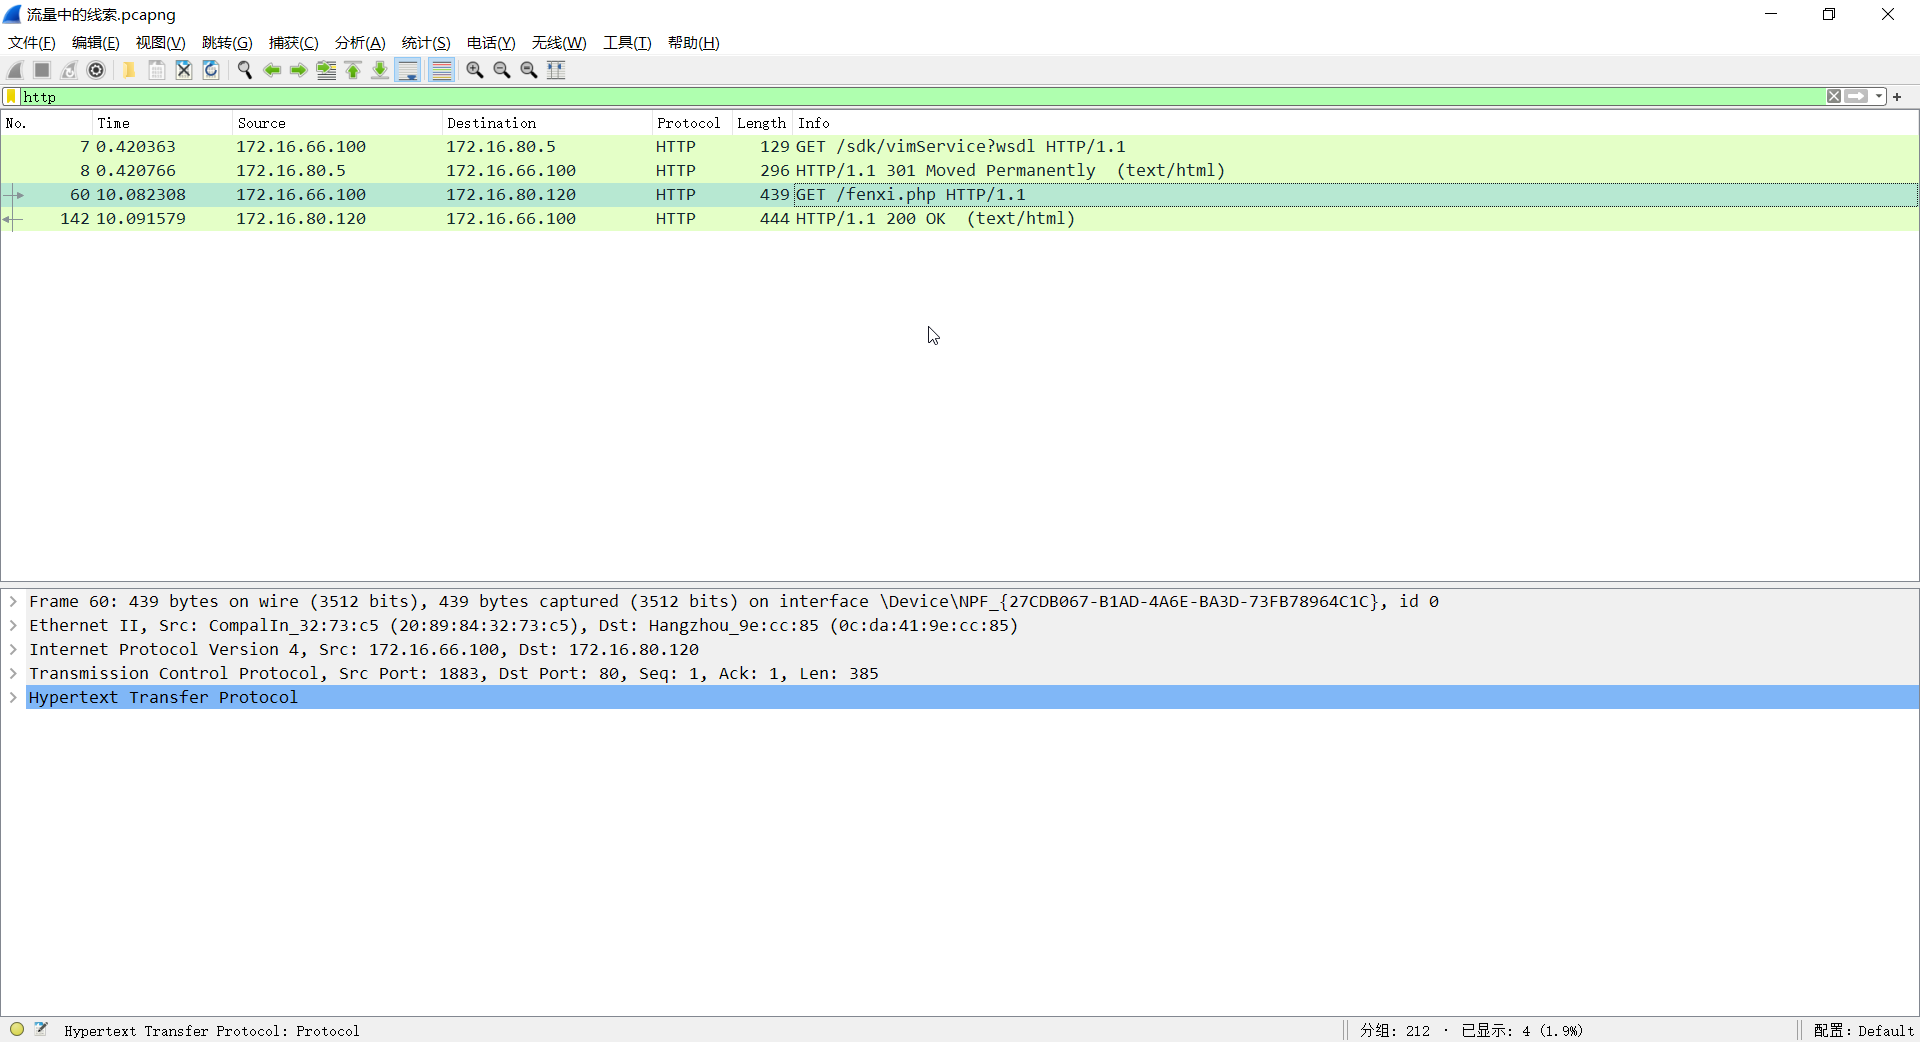 流量中的线索.pcapng
文件(F) 编辑(E) 视图(V) 跳转(G) 捕获(C) 分析(A) 统计(S) 电话(Y) 无线(W) 工具(T) 帮助(H)
http
No. Time Source Destination Protocol Length Info
7 0.420363 172.16.66.100 172.16.80.5 HTTP 129 GET /sdk/vimService?wsdl HTTP/1.1
8 0.420766 172.16.80.5 172.16.66.100 HTTP 296 HTTP/1.1 301 Moved Permanently (text/html)
60 10.082308 172.16.66.100 172.16.80.120 HTTP 439 GET /fenxi.php HTTP/1.1
142 10.091579 172.16.80.120 172.16.66.100 HTTP 444 HTTP/1.1 200 OK (text/html)
Frame 60: 439 bytes on wire (3512 bits), 439 bytes captured (3512 bits) on interface \Device\NPF_{27CDB067-B1AD-4A6E-BA3D-73FB78964C1C}, id 0
Ethernet II, Src: CompalIn_32:73:c5 (20:89:84:32:73:c5), Dst: Hangzhou_9e:cc:85 (0c:da:41:9e:cc:85)
Internet Protocol Version 4, Src: 172.16.66.100, Dst: 172.16.80.120
Transmission Control Protocol, Src Port: 1883, Dst Port: 80, Seq: 1, Ack: 1, Len: 385
Hypertext Transfer Protocol
Hypertext Transfer Protocol: Protocol 分组: 212 · 已显示: 4 (1.9%) 配置: Default